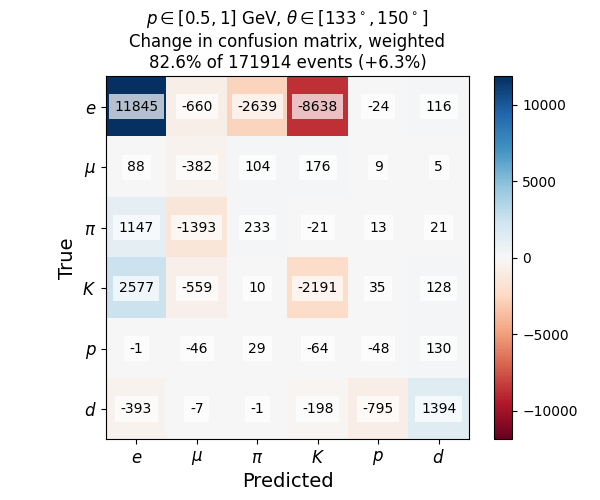 p ∈ [0.5, 1] GeV, θ ∈ [133°, 150°]
Change in confusion matrix, weighted
82.6% of 171914 events (+6.3%)
e 11845 -660 -2639 -8638 -24 116
μ 88 -382 104 176 9 5
π 1147 -1393 233 -21 13 21
K 2577 -559 10 -2191 35 128
p -1 -46 29 -64 -48 130
d -393 -7 -1 -198 -795 1394
e μ π K p d
True
Predicted
10000
5000
0
−5000
−10000